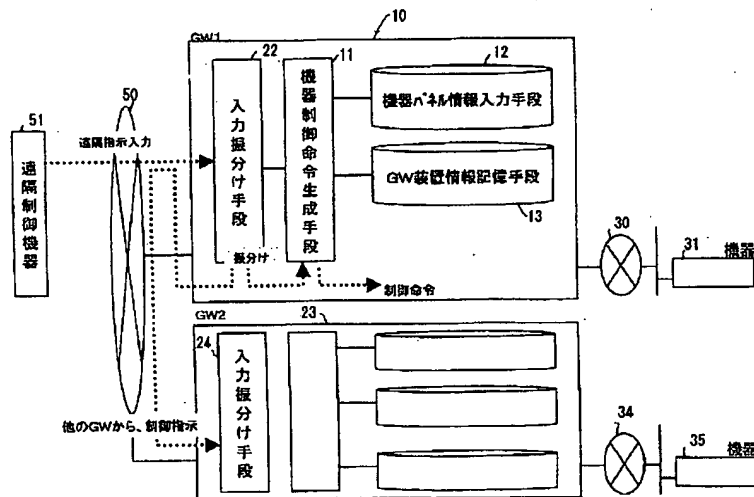 GW1
10
22
11
12
50
51
遠隔制御機器
遠隔指示入力
入力振分け手段
機器制御命令生成手段
機器パネル情報入力手段
GW装置情報記憶手段
13
30
機器
31
振分け
制御命令
GW2
23
24
入力振分け手段
他のGWから、制御指示
34
35
機器